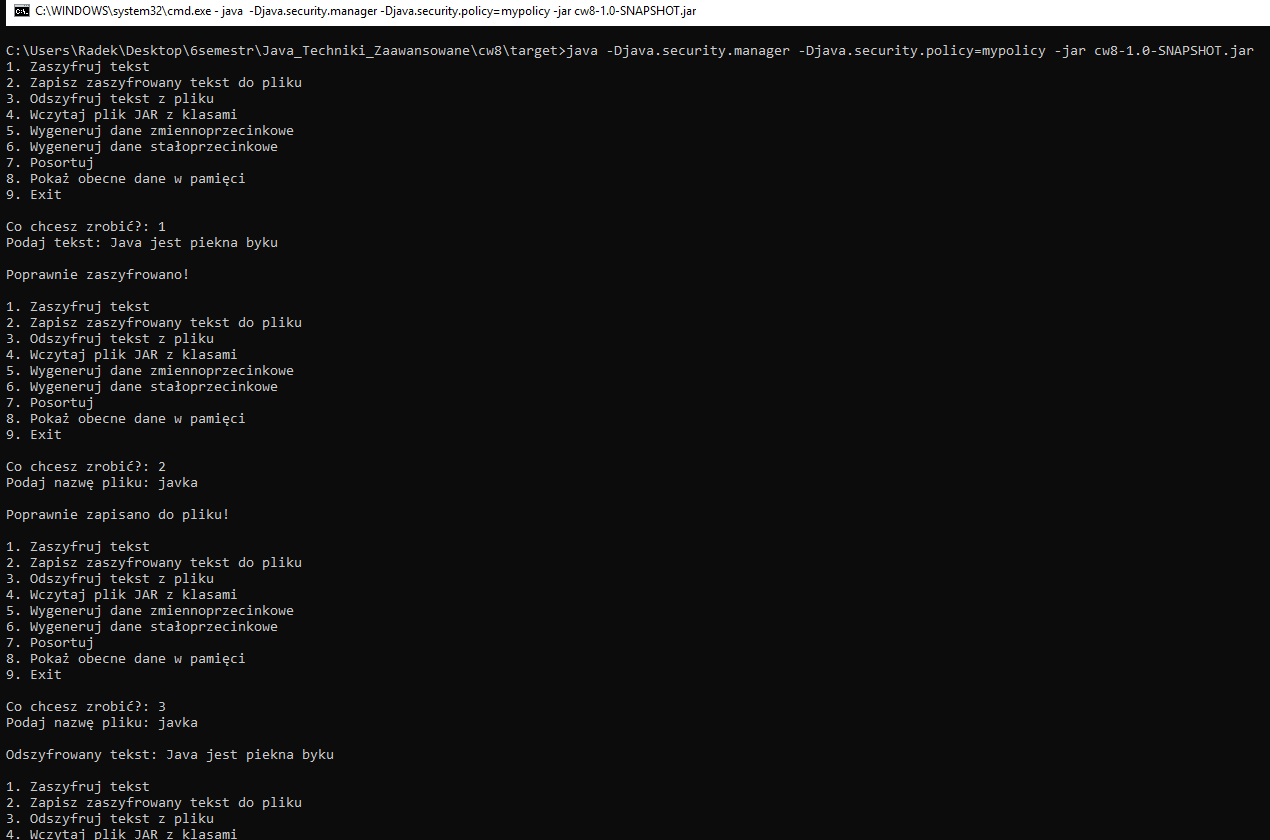 C:\WINDOWS\system32\cmd.exe - java  -Djava.security.manager -Djava.security.policy=mypolicy -jar cw8-1.0-SNAPSHOT.jar
C:\Users\Radek\Desktop\6semestr\Java_Techniki_Zaawansowane\cw8\target>java -Djava.security.manager -Djava.security.policy=mypolicy -jar cw8-1.0-SNAPSHOT.jar
1. Zaszyfruj tekst
2. Zapisz zaszyfrowany tekst do pliku
3. Odszyfruj tekst z pliku
4. Wczytaj plik JAR z klasami
5. Wygeneruj dane zmiennoprzecinkowe
6. Wygeneruj dane stałoprzecinkowe
7. Posortuj
8. Pokaż obecne dane w pamięci
9. Exit
Co chcesz zrobić?: 1
Podaj tekst: Java jest piekna byku
Poprawnie zaszyfrowano!
1. Zaszyfruj tekst
2. Zapisz zaszyfrowany tekst do pliku
3. Odszyfruj tekst z pliku
4. Wczytaj plik JAR z klasami
5. Wygeneruj dane zmiennoprzecinkowe
6. Wygeneruj dane stałoprzecinkowe
7. Posortuj
8. Pokaż obecne dane w pamięci
9. Exit
Co chcesz zrobić?: 2
Podaj nazwę pliku: javka
Poprawnie zapisano do pliku!
1. Zaszyfruj tekst
2. Zapisz zaszyfrowany tekst do pliku
3. Odszyfruj tekst z pliku
4. Wczytaj plik JAR z klasami
5. Wygeneruj dane zmiennoprzecinkowe
6. Wygeneruj dane stałoprzecinkowe
7. Posortuj
8. Pokaż obecne dane w pamięci
9. Exit
Co chcesz zrobić?: 3
Podaj nazwę pliku: javka
Odszyfrowany tekst: Java jest piekna byku
1. Zaszyfruj tekst
2. Zapisz zaszyfrowany tekst do pliku
3. Odszyfruj tekst z pliku
4. Wczytaj plik JAR z klasami